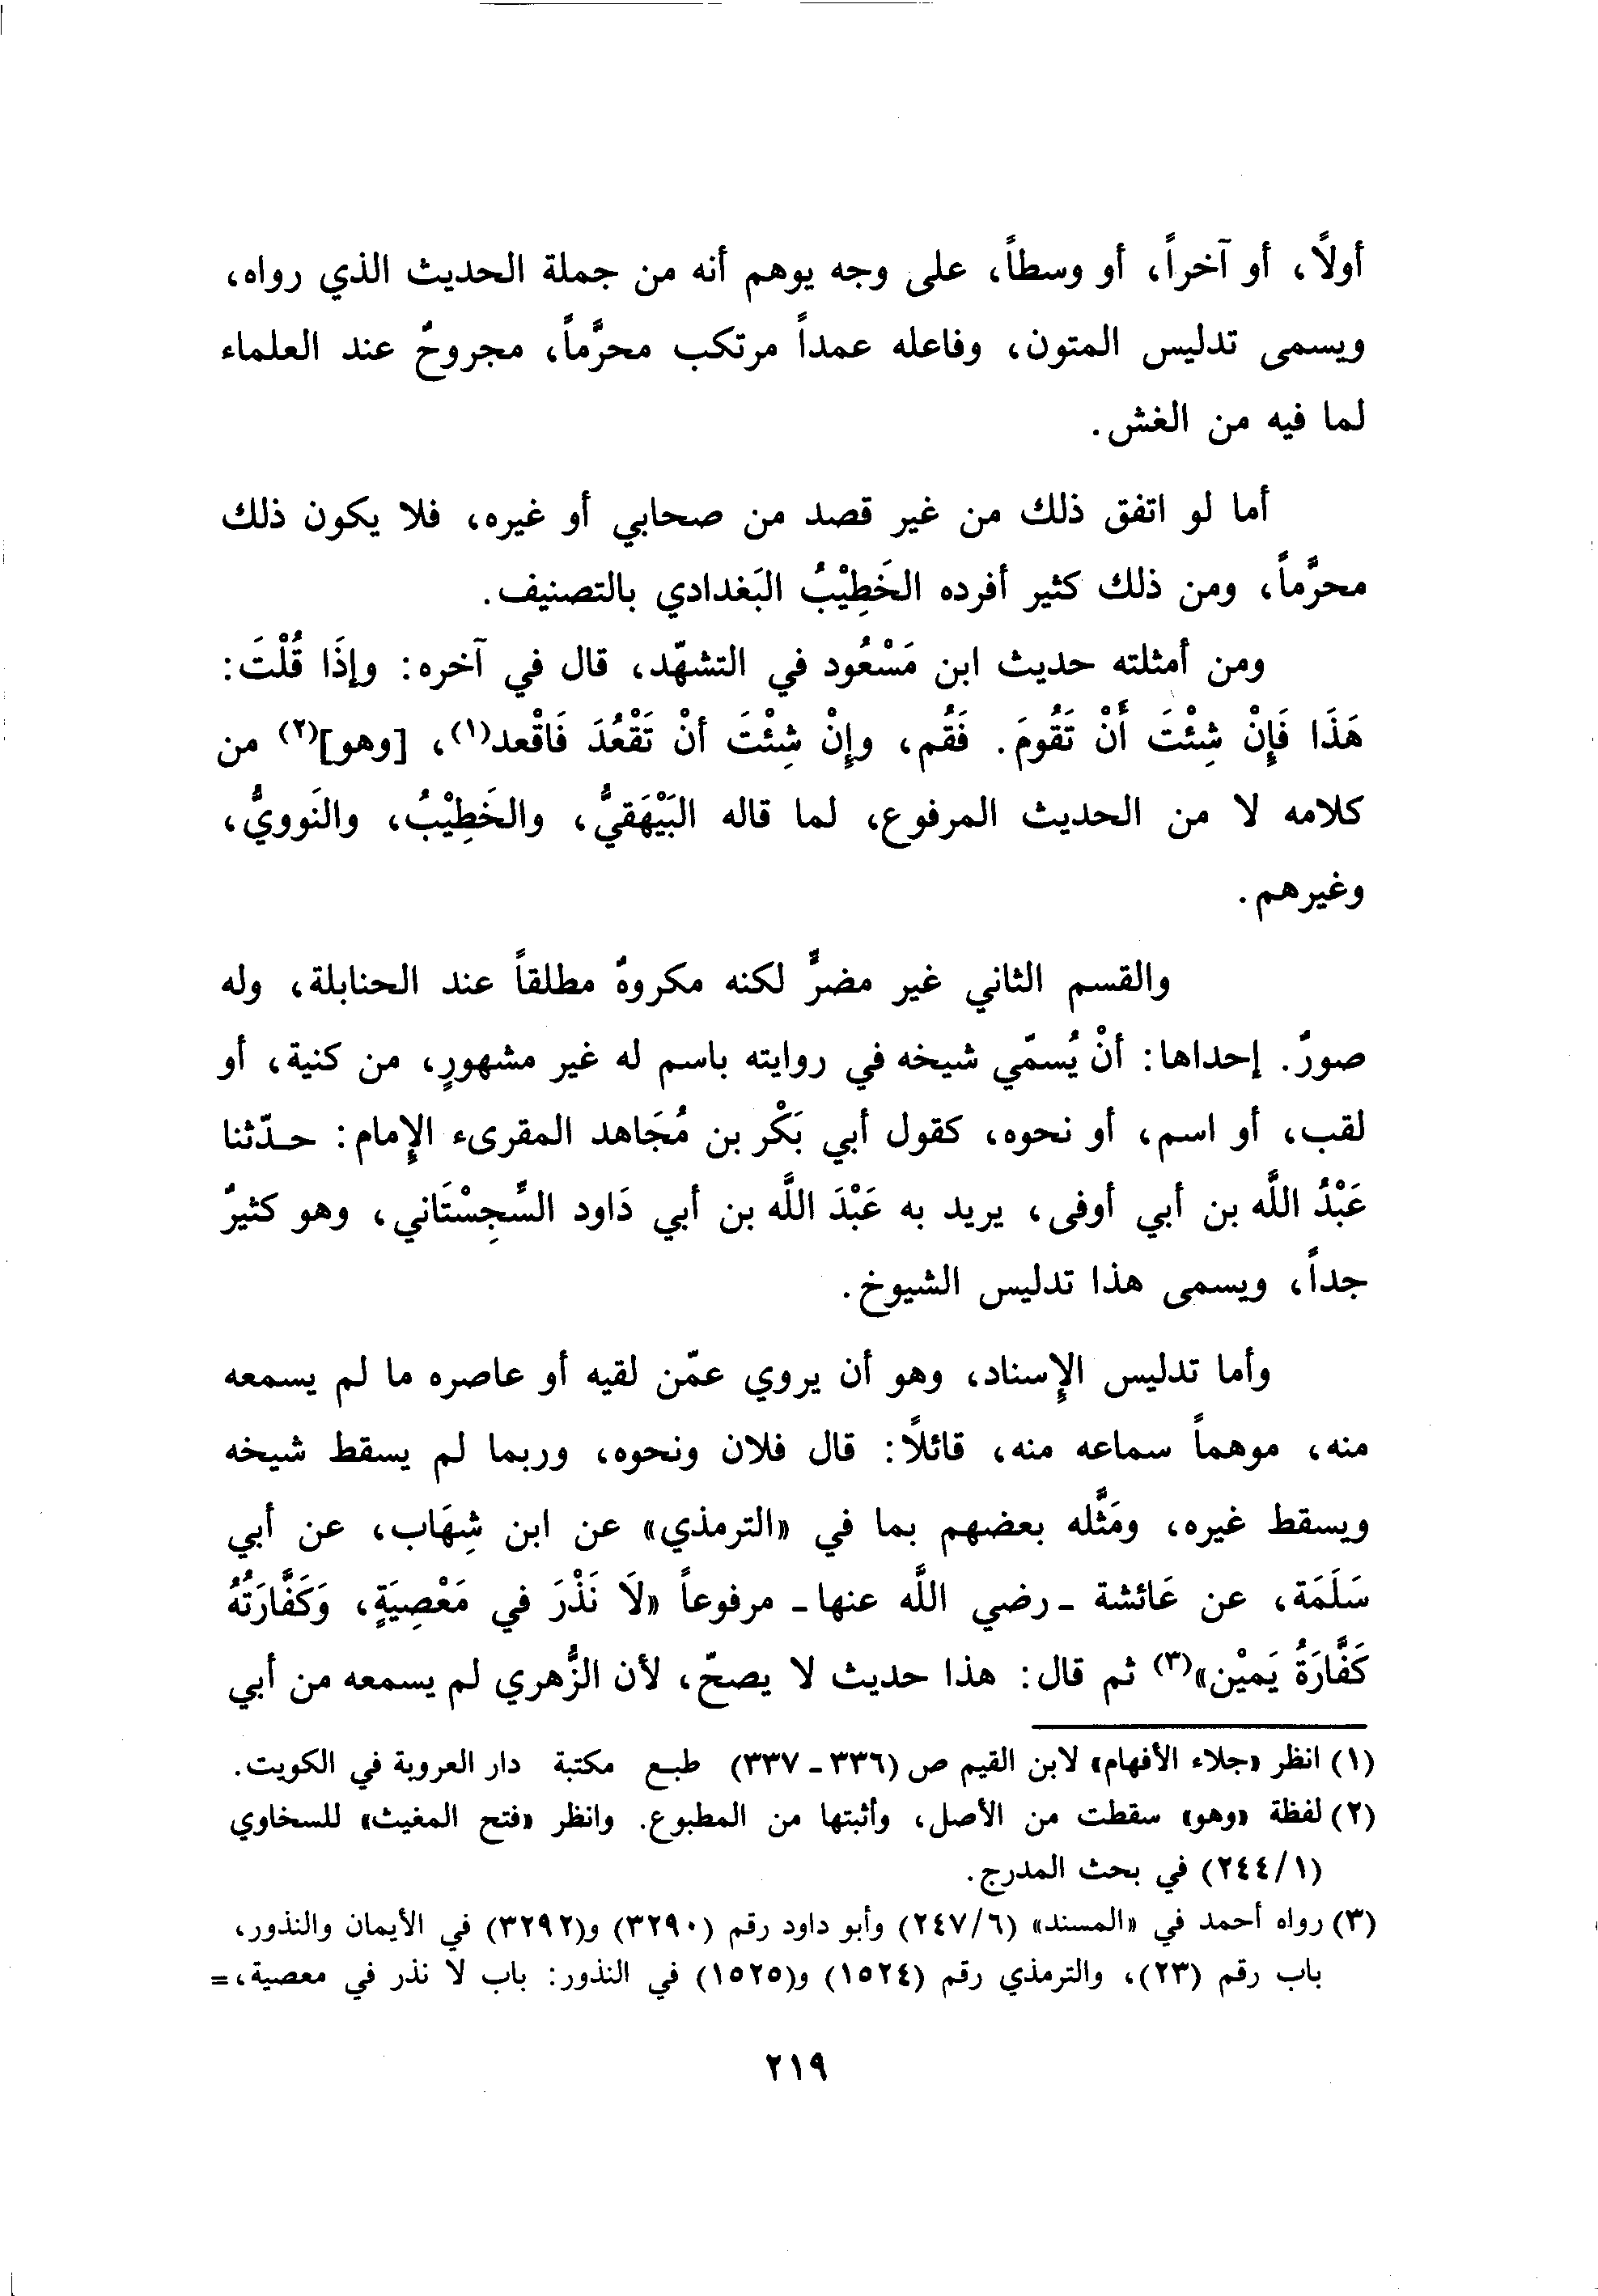 أولاً، أو آخراً، أو وسطاً، على وجه يوهم أنه من جملة الحديث الذي رواه،
ويسمى تدليس المتون، وفاعله عمداً مرتكب محرَّماً، مجروحٌ عند العلماء
لما فيه من الغش.
أما لو اتفق ذلك من غير قصد من صحابي أو غيره، فلا يكون ذلك
محرَّماً، ومن ذلك كثير أفرده الخَطِيْبُ البَغدادي بالتصنيف.
ومن أمثلته حديث ابن مَسْعُود في التشهّد، قال في آخره: وإذَا قُلْتَ:
هَذَا فَإِنْ شِئْتَ أَنْ تَقُومَ. فَقُم، وإِنْ شِئْتَ أنْ تَقْعُدَ فَاقْعد(١)، [وهو](٢) من
كلامه لا من الحديث المرفوع، لما قاله البَيْهَقيُّ، والخَطِيْبُ، والنَوويُّ،
وغيرهم.
والقسم الثاني غير مضرٍّ لكنه مكروهٌ مطلقاً عند الحنابلة، وله
صورٌ. إحداها: أنْ يُسمّي شيخه في روايته باسم له غير مشهورٍ، من كنية، أو
لقب، أو اسم، أو نحوه، كقول أبي بَكْر بن مُجَاهد المقرىء الإِمام: حـدّثنا
عَبْدُ اللَّه بن أبي أوفى، يريد به عَبْدَ اللَّه بن أبي دَاود السِّجِسْتَاني، وهو كثيرٌ
جداً، ويسمى هذا تدليس الشيوخ.
وأما تدليس الإِسناد، وهو أن يروي عمّن لقيه أو عاصره ما لم يسمعه
منه، موهماً سماعه منه، قائلاً: قال فلان ونحوه، وربما لم يسقط شيخه
ويسقط غيره، ومَثَّله بعضهم بما في «الترمذي» عن ابن شِهَاب، عن أبي
سَلَمَة، عن عَائشة ـ رضي اللَّه عنها ـ مرفوعاً «لَا نَذْرَ في مَعْصِيَةٍ، وَكَفَّارَتُهُ
كَفَّارَةُ يَميْن»(٣) ثم قال: هذا حديث لا يصحّ، لأن الزُّهري لم يسمعه من أبي
(١) انظر «جلاء الأفهام» لابن القيم ص (٣٣٦ ـ ٣٣٧) طبـع مكتبة دار العروبة في الكويت.
(٢) لفظة «وهو» سقطت من الأصل، وأثبتها من المطبوع. وانظر «فتح المغيث» للسخاوي
(١/ ٢٤٤) في بحث المدرج.
(٣) رواه أحمد في «المسند» (٦/ ٢٤٧) وأبو داود رقم (٣٢٩٠) و(٣٢٩٢) في الأيمان والنذور،
باب رقم (٢٣)، والترمذي رقم (١٥٢٤) و(١٥٢٥) في النذور: باب لا نذر في معصية،=
٢١٩